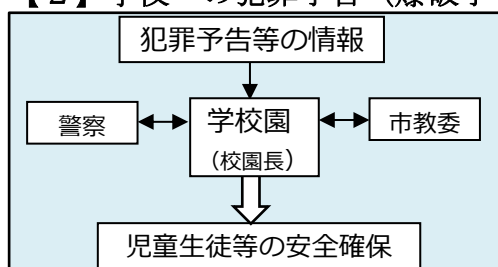 犯罪予告等の情報
警察
学校園
(校園長)
市教委
児童生徒等の安全確保